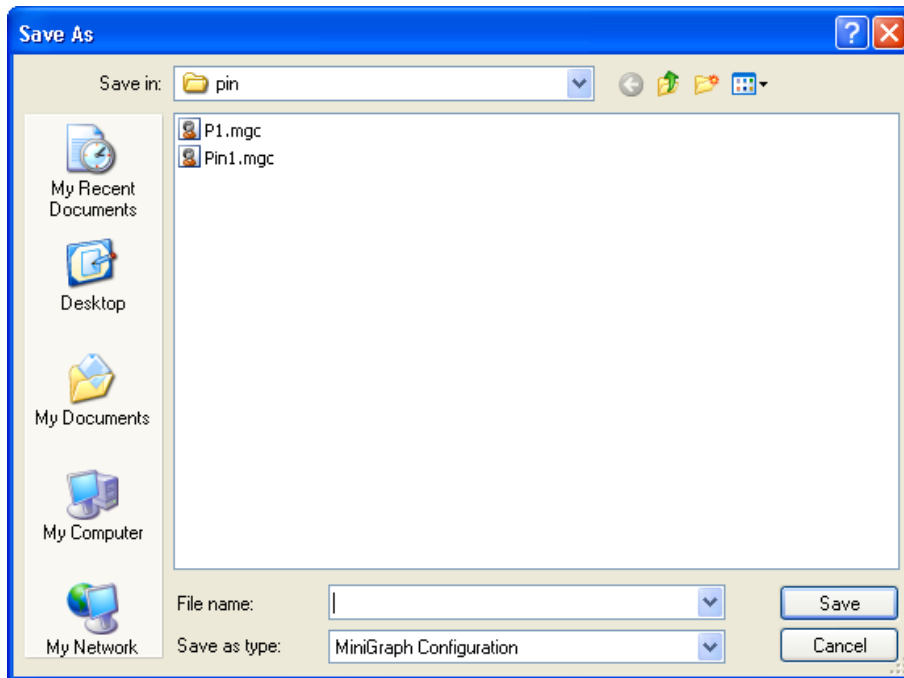 Save As
Save in:
pin
P1.mgc
Pin1.mgc
My Recent
Documents
Desktop
My Documents
My Computer
My Network
File name:
Save
Save as type:
MiniGraph Configuration
Cancel